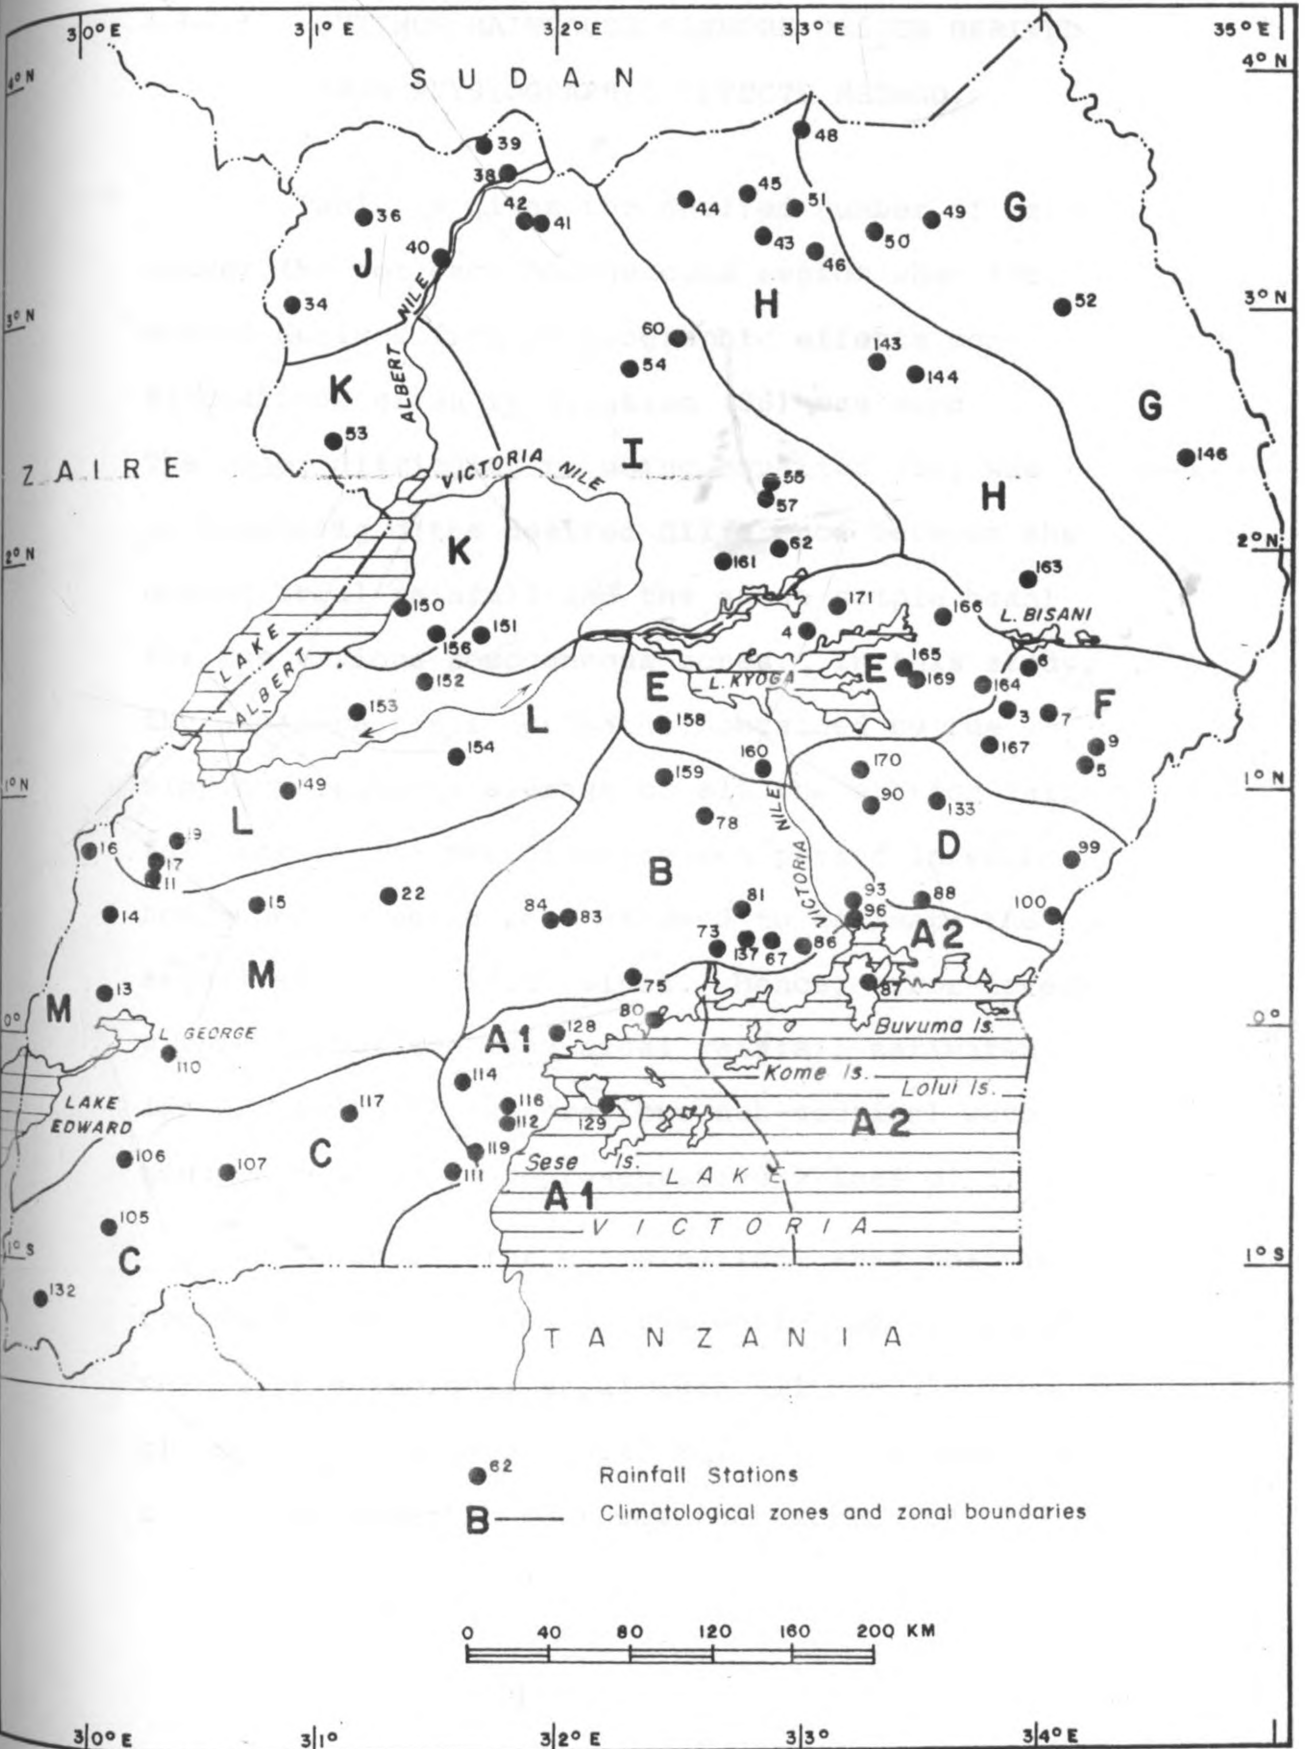 30°E 31°E 32°E 33°E 35°E
4°N 4°N
SUDAN
39
48
38
45
36 42 41 44 51 49 G
50
J 40 43 46
34 NILE H 52
3°N 3°N
60
143
ALBERT 54 144
K
G
53
I
ZAIRE VICTORIA NILE 146
55
57 H
2°N K 62 2°N
161 163
150 171 166 L. BISANI
151 4
156
LAKE ALBERT 165 E 6
152 E L. KYOGA 169 164
153 L 158 3 7 F
154 160 167 9
159 170 5
1°N 149 1°N
90 133
L 78 VICTORIA NILE
16 19 D
17 99
11 B
15 22 81 93 88
14 84 83 96 100
73 A2
137 67 86
M 75 87
13
M 80
0° L GEORGE A1 128 Buvuma Is. 0°
110 Kome Is. Lolui Is.
114
LAKE 117 116
EDWARD 112 129 A2
106 C 119
107 111 Sese Is. LAKE
A1
105 VICTORIA
1°S C 1°S
132
TANZANIA
62 Rainfall Stations
B Climatological zones and zonal boundaries
0 40 80 120 160 200 KM
30°E 31° 32°E 33° 34°E